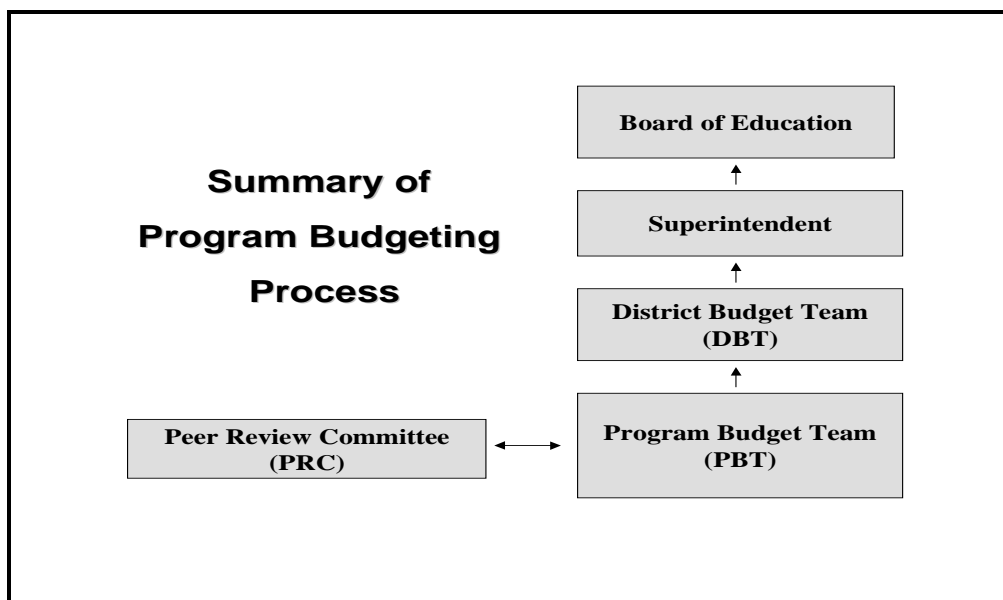 Summary of
Program Budgeting
Process
Board of Education
Superintendent
District Budget Team
(DBT)
Program Budget Team
(PBT)
Peer Review Committee
(PRC)